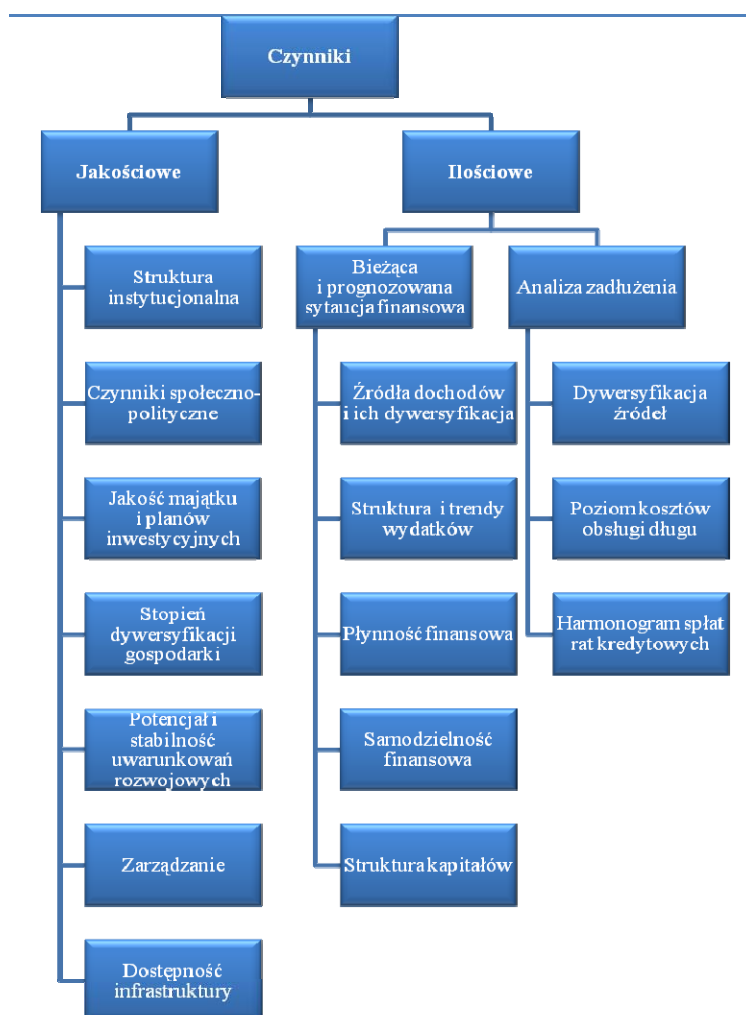 Czynniki
Jakościowe
Struktura
instytucjonalna
Czynniki społeczno-
polityczne
Jakość majątku
i planów
inwestycyjnych
Stopień
dywersyfikacji
gospodarki
Potencjał i
stabilność
uwarunkowań
rozwojowych
Zarządzanie
Dostępność
infrastruktury
Ilościowe
Bieżąca
i prognozowana
sytaucja finansowa
Źródła dochodów
i ich dywersyfikacja
Struktura i trendy
wydatków
Płynność finansowa
Samodzielność
finansowa
Struktura kapitałów
Analiza zadłużenia
Dywersyfikacja
źródeł
Poziom kosztów
obsługi długu
Harmonogram spłat
rat kredytowych